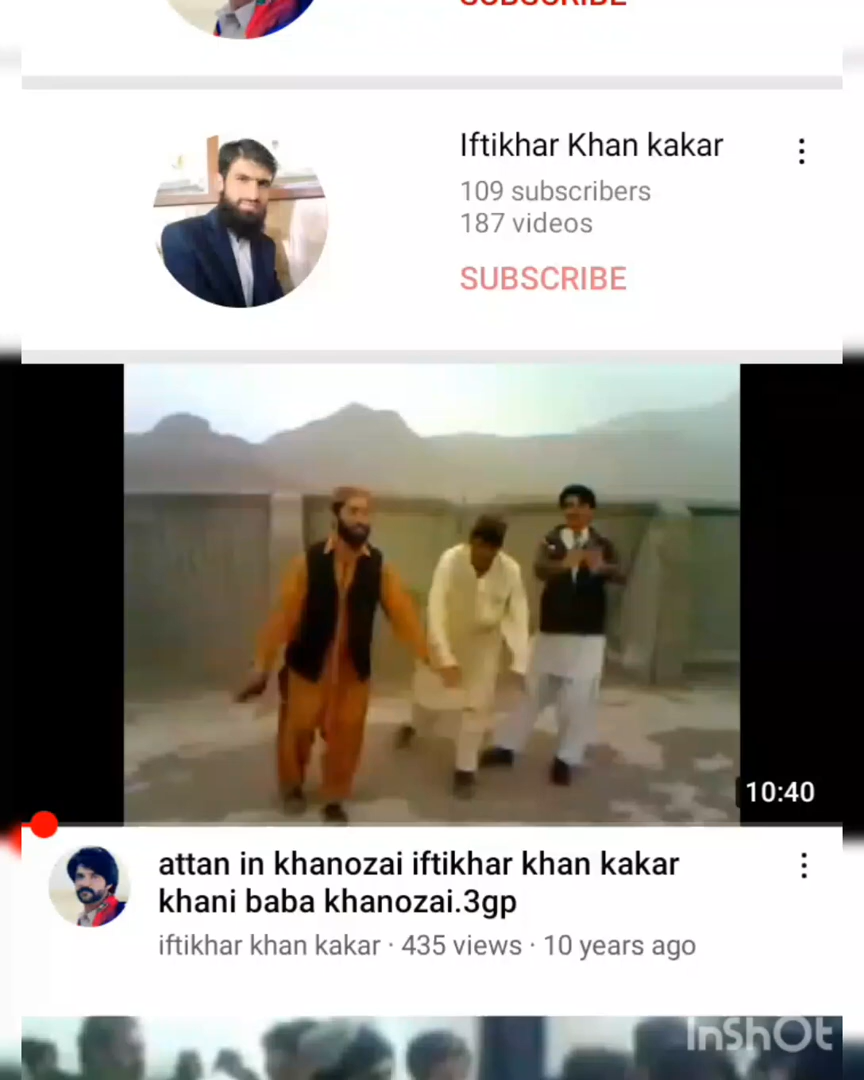 SUBSCRIBE
Iftikhar Khan kakar
109 subscribers
187 videos
SUBSCRIBE
10:40
attan in khanozai iftikhar khan kakar
khani baba khanozai.3gp
iftikhar khan kakar · 435 views · 10 years ago
InShOt